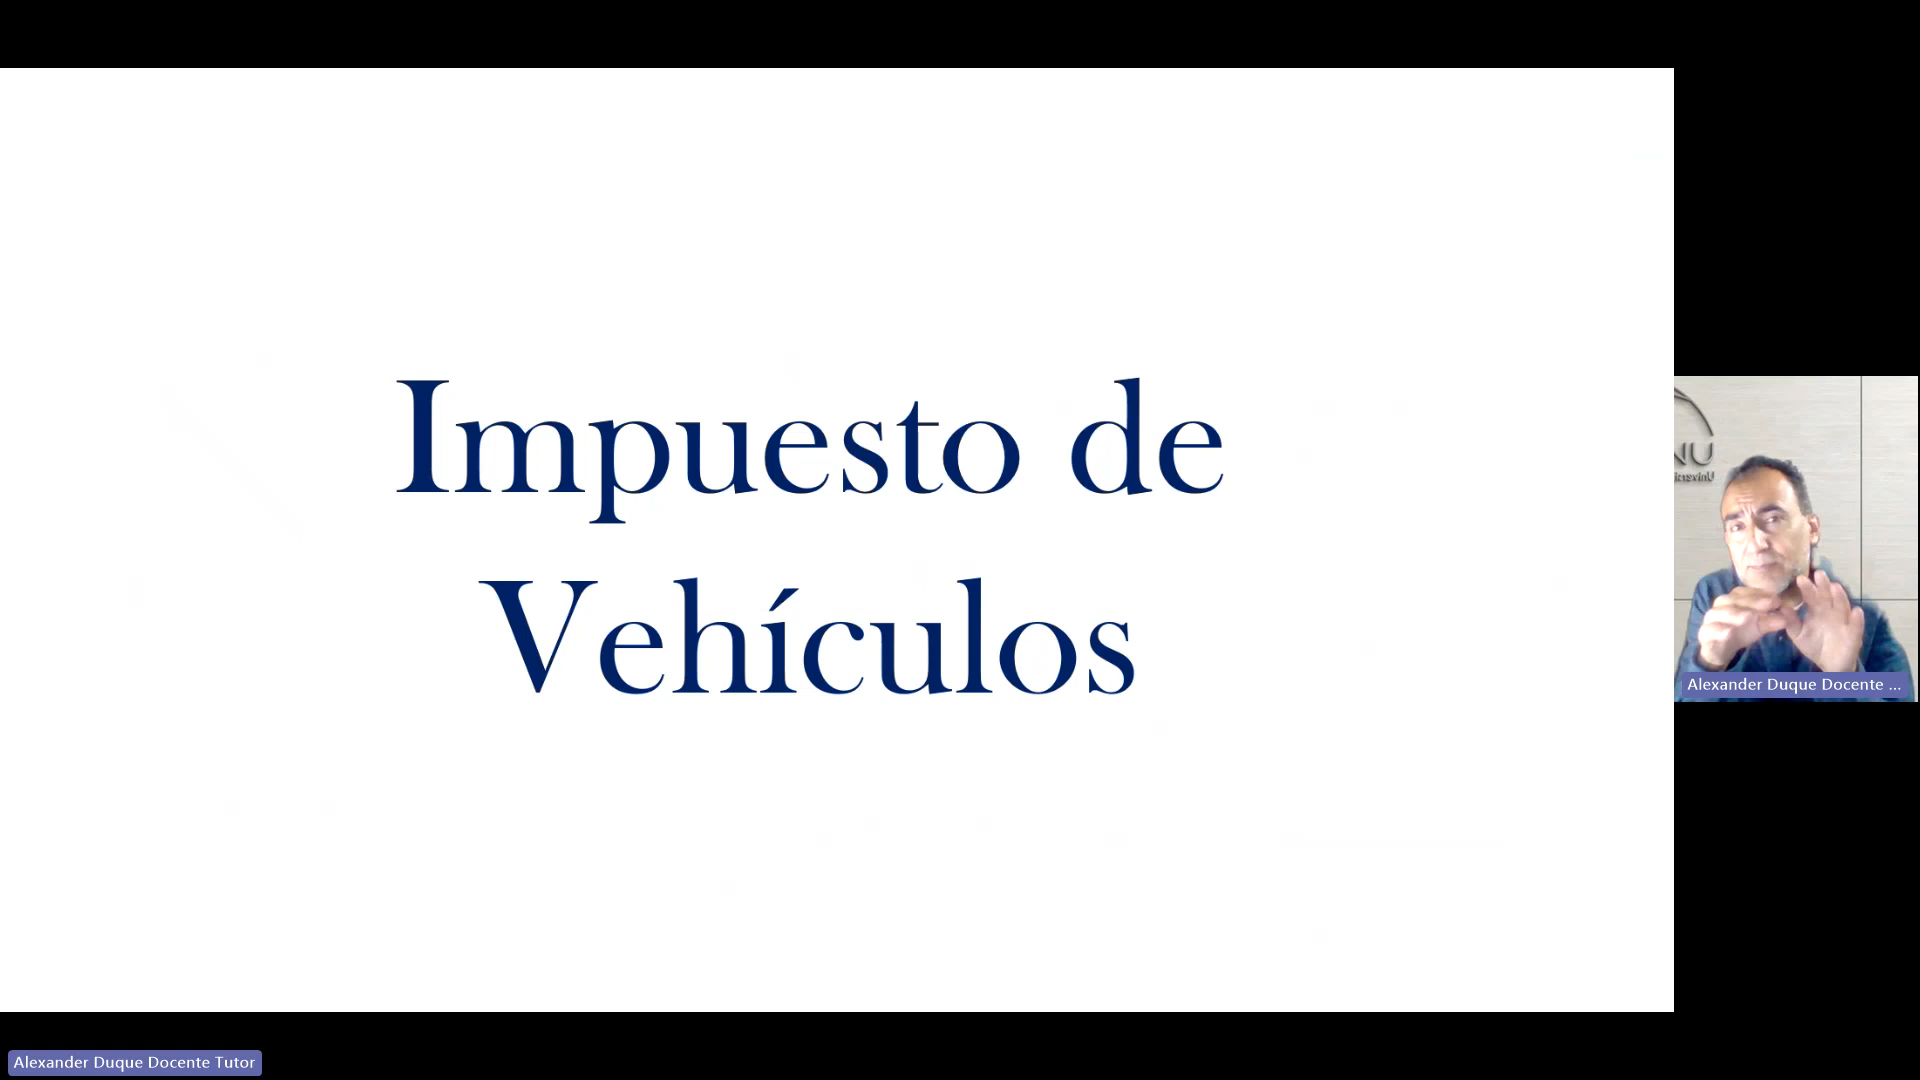 Impuesto de
Vehículos
Alexander Duque Docente ...
Alexander Duque Docente Tutor